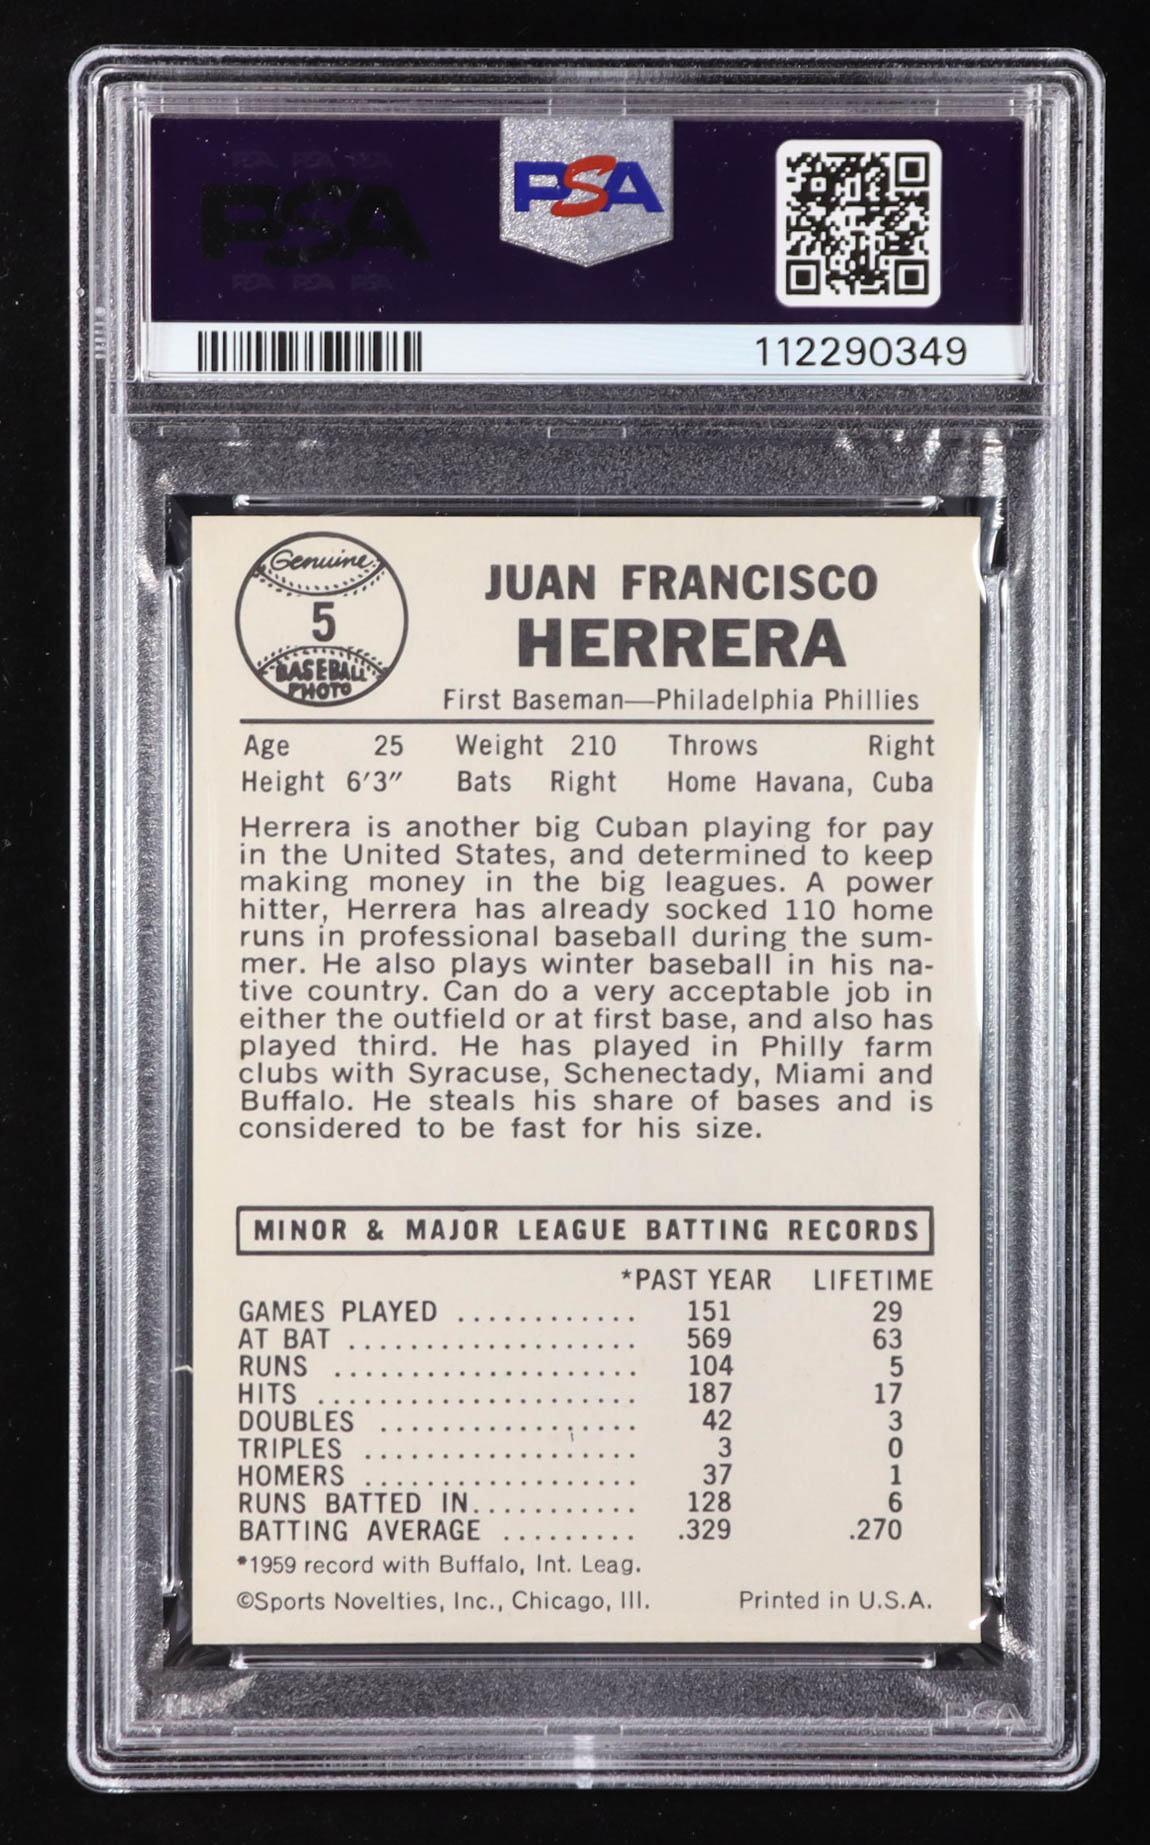 PSA PSA PSA
PSA
PSA PSA PSA
PSA
112290349
Genuine
5
BASEBALL
PHOTO
JUAN FRANCISCO
HERRERA
First Baseman—Philadelphia Phillies
Age 25 Weight 210 Throws Right
Height 6'3" Bats Right Home Havana, Cuba
Herrera is another big Cuban playing for pay
in the United States, and determined to keep
making money in the big leagues. A power
hitter, Herrera has already socked 110 home
runs in professional baseball during the sum-
mer. He also plays winter baseball in his na-
tive country. Can do a very acceptable job in
either the outfield or at first base, and also has
played third. He has played in Philly farm
clubs with Syracuse, Schenectady, Miami and
Buffalo. He steals his share of bases and is
considered to be fast for his size.
MINOR & MAJOR LEAGUE BATTING RECORDS
*PAST YEAR LIFETIME
GAMES PLAYED ............ 151 29
AT BAT .................... 569 63
RUNS ..................... 104 5
HITS ...................... 187 17
DOUBLES .................. 42 3
TRIPLES ................... 3 0
HOMERS ................... 37 1
RUNS BATTED IN........... 128 6
BATTING AVERAGE ......... .329 .270
*1959 record with Buffalo, Int. Leag.
©Sports Novelties, Inc., Chicago, Ill. Printed in U.S.A.
PSA